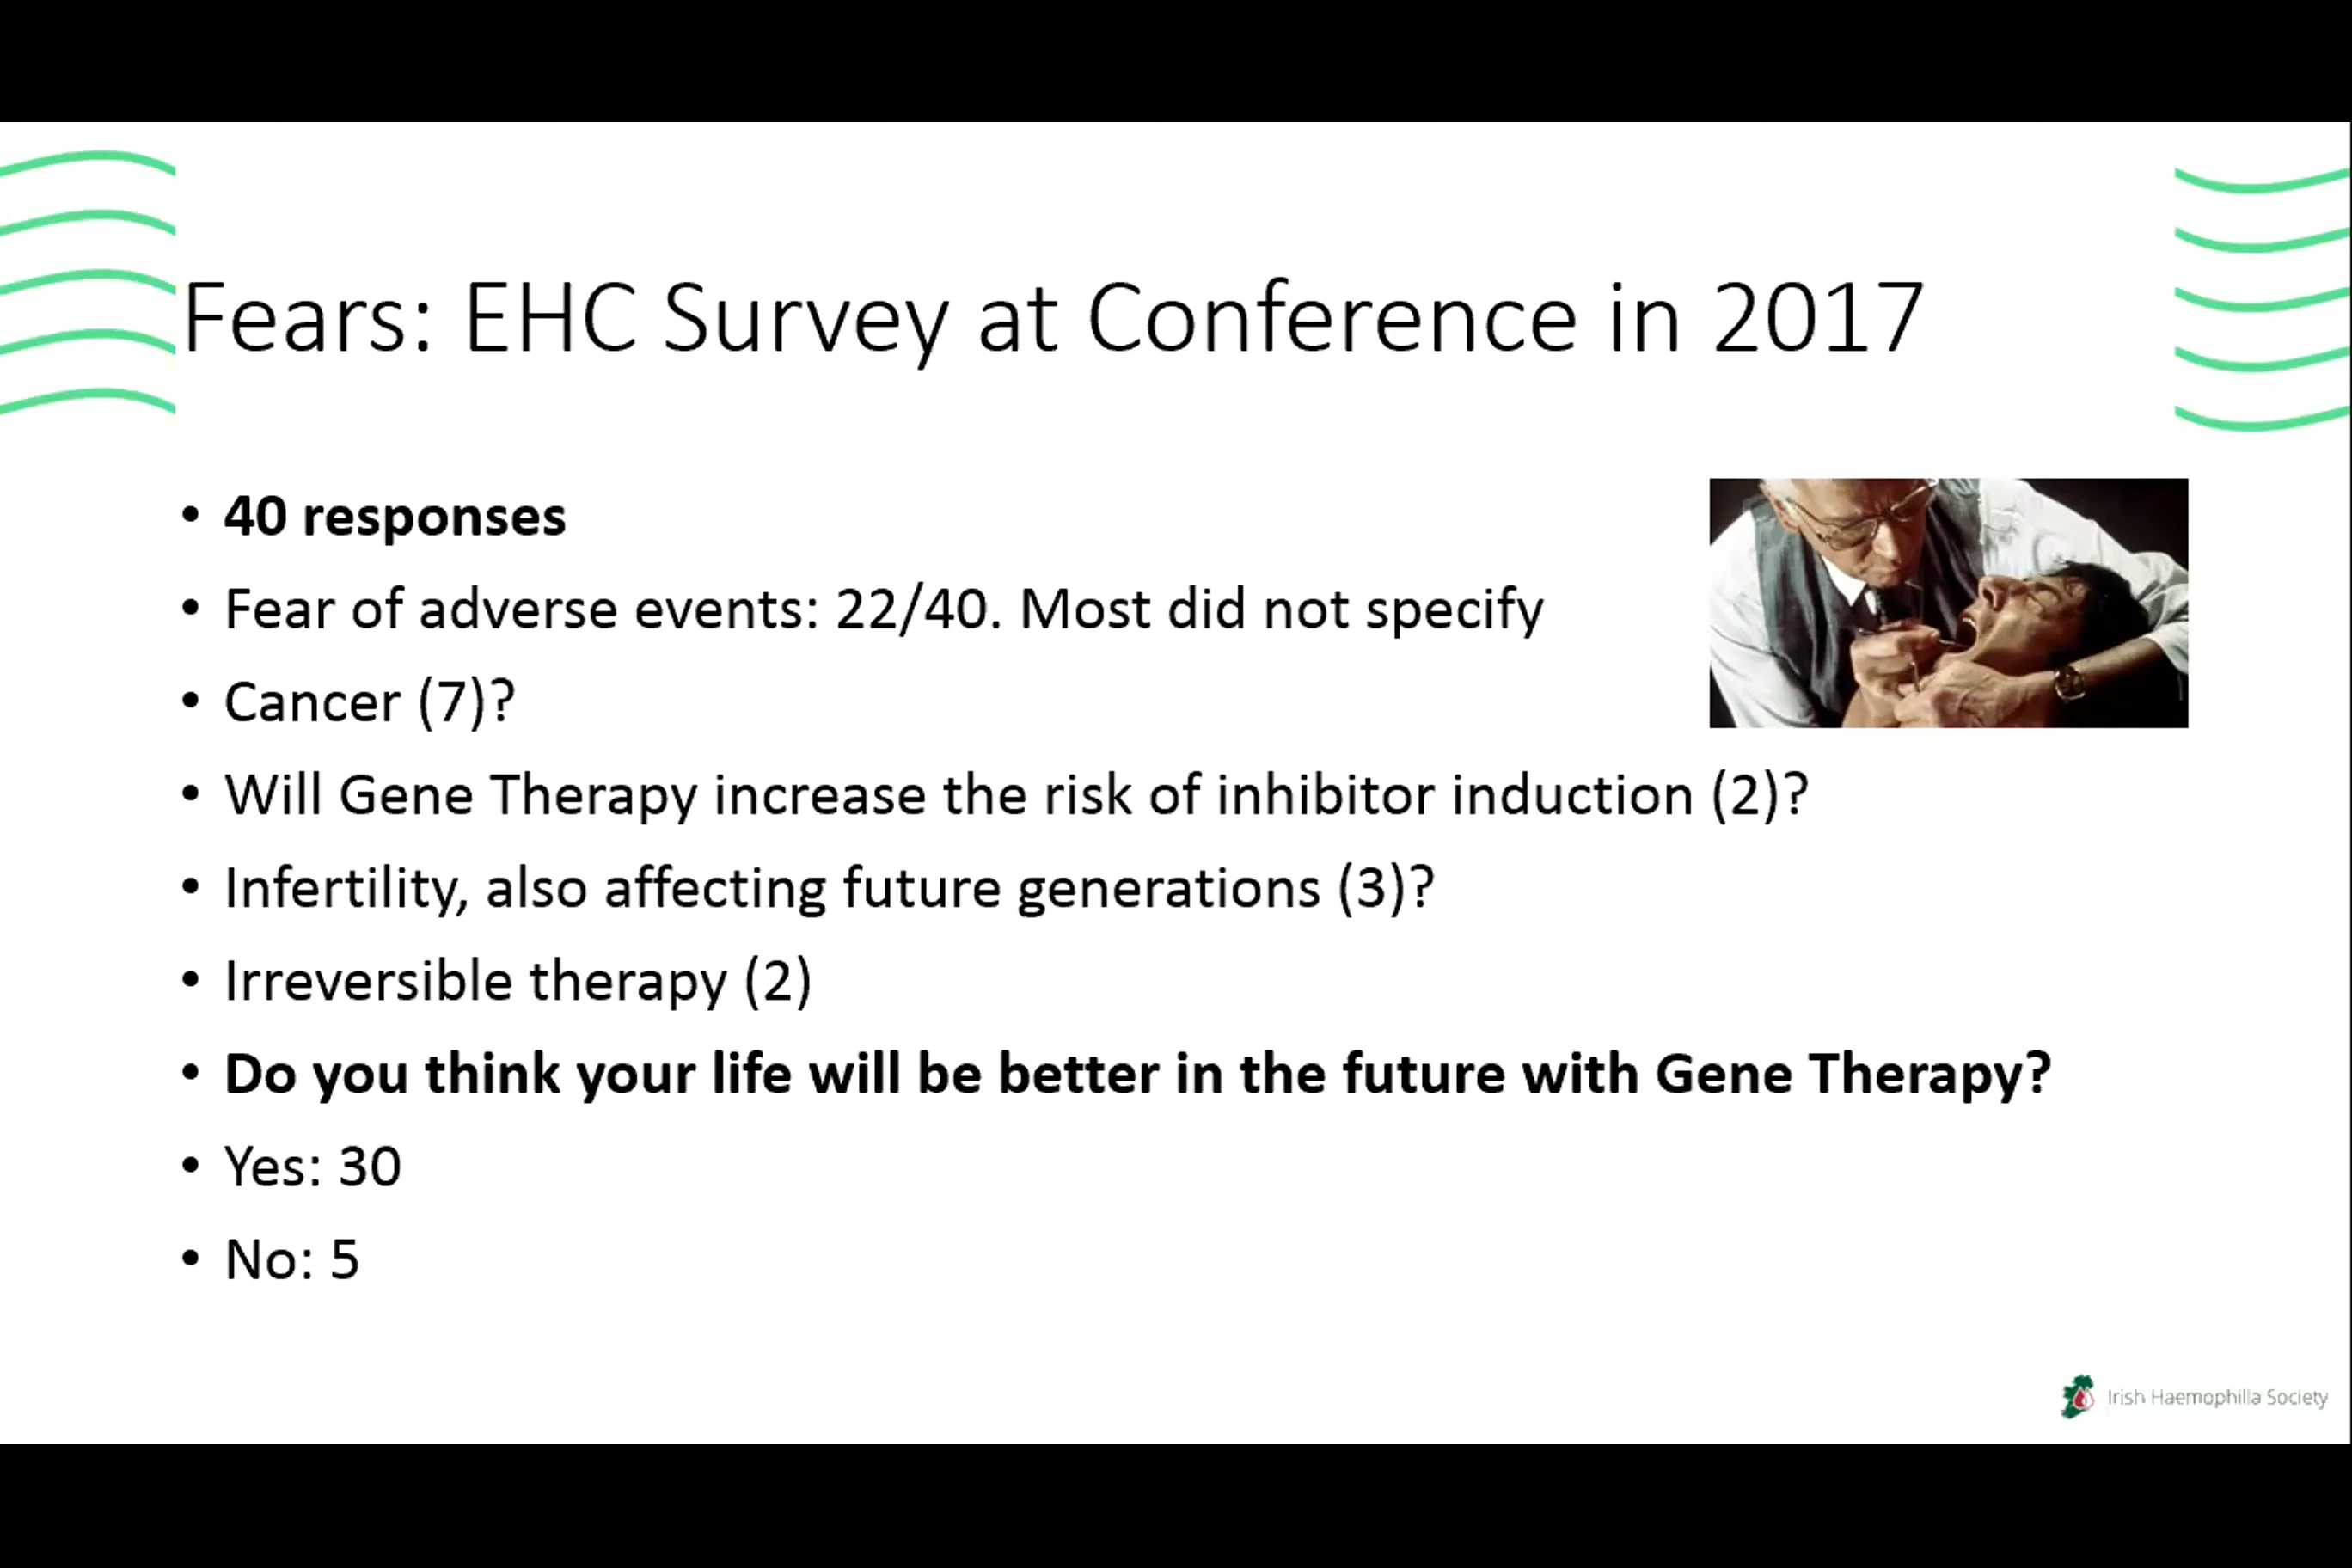 Fears: EHC Survey at Conference in 2017
• 40 responses
• Fear of adverse events: 22/40. Most did not specify
• Cancer (7)?
• Will Gene Therapy increase the risk of inhibitor induction (2)?
• Infertility, also affecting future generations (3)?
• Irreversible therapy (2)
• Do you think your life will be better in the future with Gene Therapy?
• Yes: 30
• No: 5
Irish Haemophilia Society